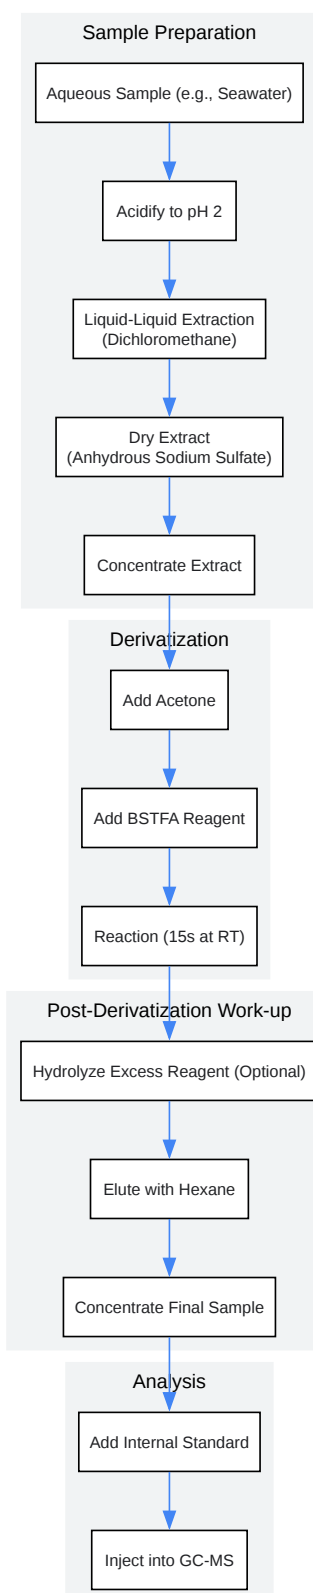 Sample Preparation
Aqueous Sample (e.g., Seawater)
Acidify to pH 2
Liquid-Liquid Extraction
(Dichloromethane)
Dry Extract
(Anhydrous Sodium Sulfate)
Concentrate Extract
Derivatization
Add Acetone
Add BSTFA Reagent
Reaction (15s at RT)
Post-Derivatization Work-up
Hydrolyze Excess Reagent (Optional)
Elute with Hexane
Concentrate Final Sample
Analysis
Add Internal Standard
Inject into GC-MS